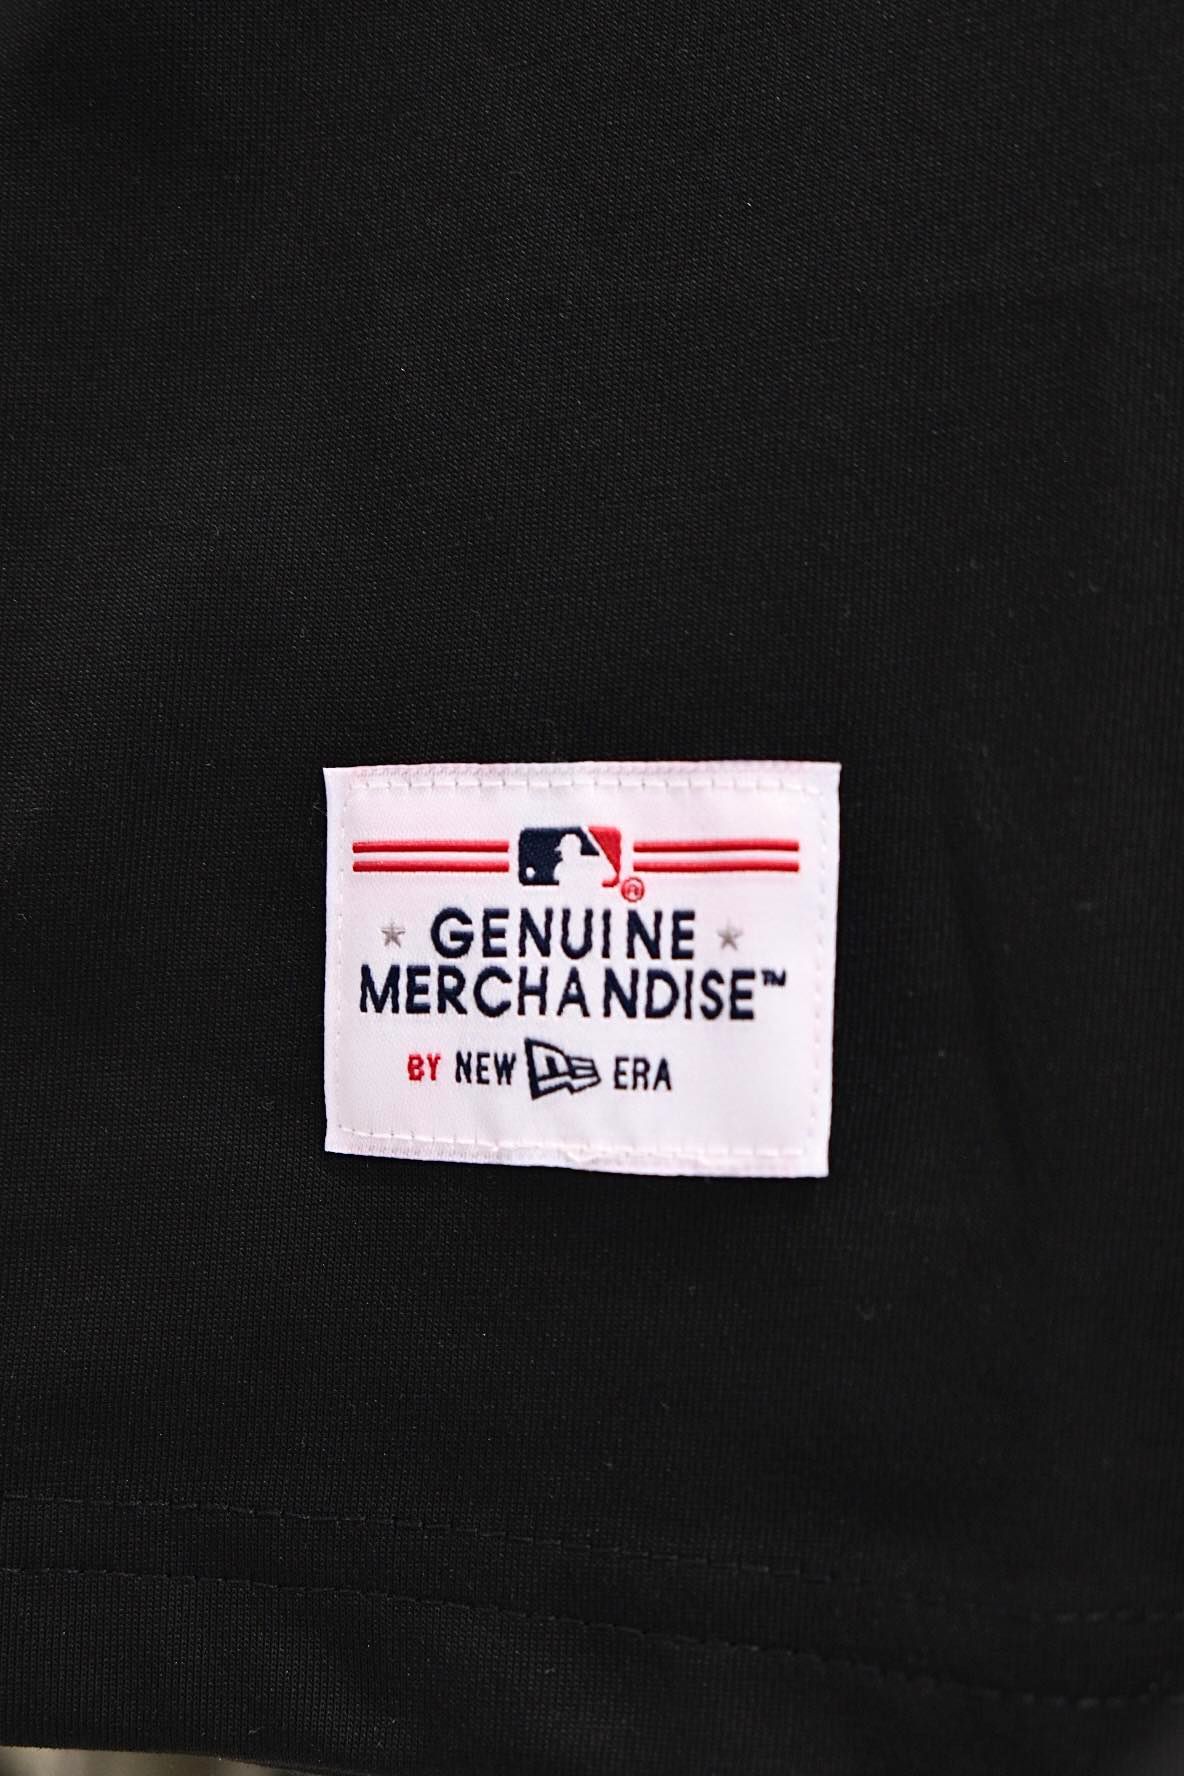 ®
GENUINE
MERCHANDISE™
BY NEW ERA